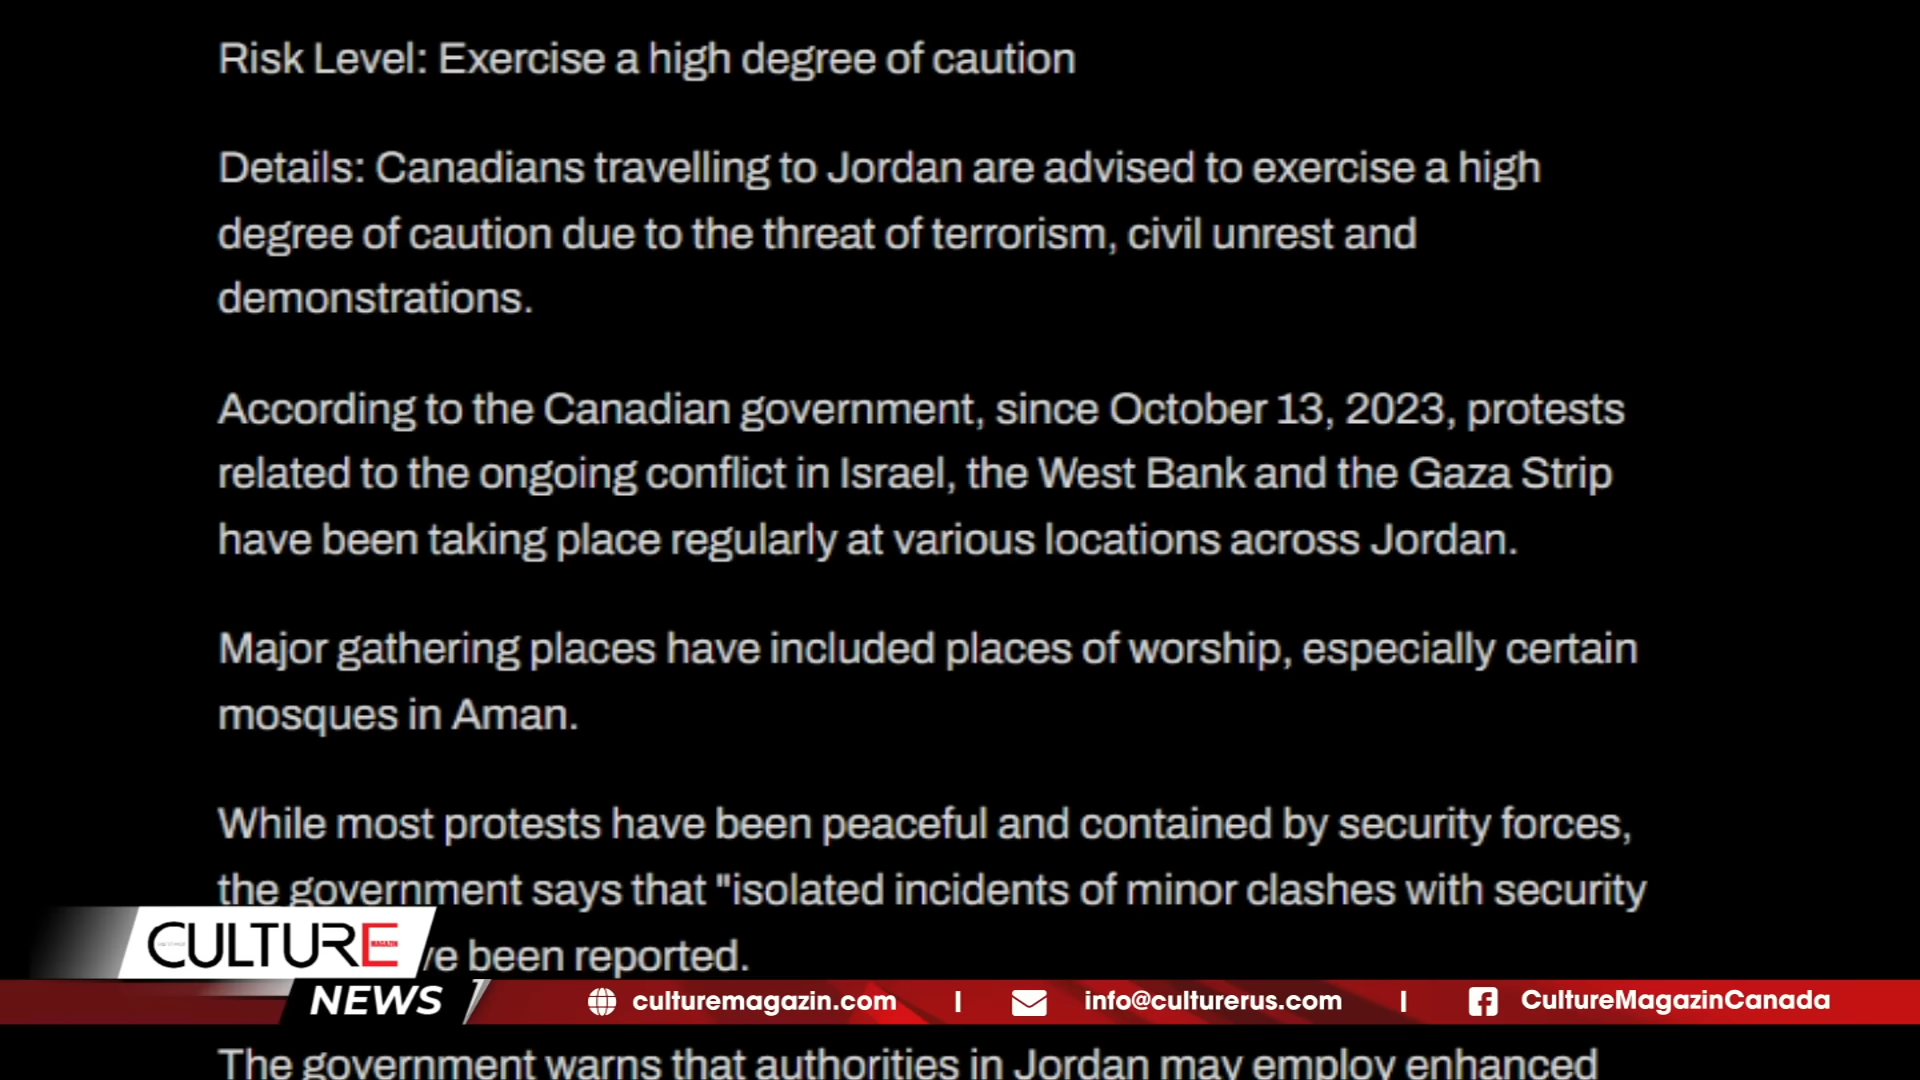 Risk Level: Exercise a high degree of caution
Details: Canadians travelling to Jordan are advised to exercise a high
degree of caution due to the threat of terrorism, civil unrest and
demonstrations.
According to the Canadian government, since October 13, 2023, protests
related to the ongoing conflict in Israel, the West Bank and the Gaza Strip
have been taking place regularly at various locations across Jordan.
Major gathering places have included places of worship, especially certain
mosques in Aman.
While most protests have been peaceful and contained by security forces,
the government says that "isolated incidents of minor clashes with security
been reported.
CULTURE
MAGAZIN
NEWS
culturemagazin.com | info@culturerus.com | CultureMagazinCanada
The government warns that authorities in Jordan may employ enhanced